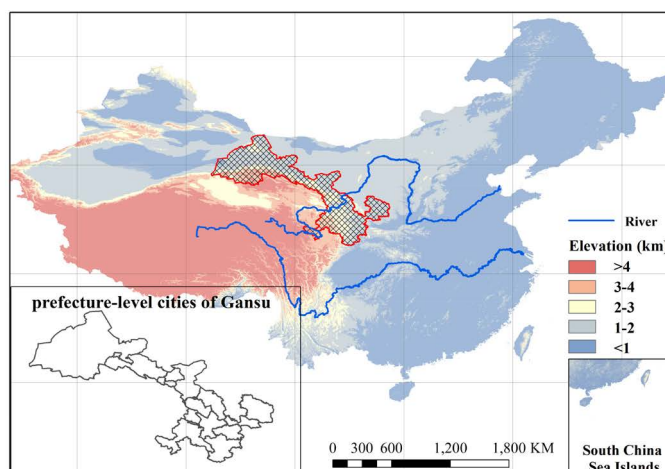 River
Elevation (km)
>4
3-4
2-3
1-2
<1
prefecture-level cities of Gansu
0 300 600 1,200 1,800 KM
South China
Sea Islands